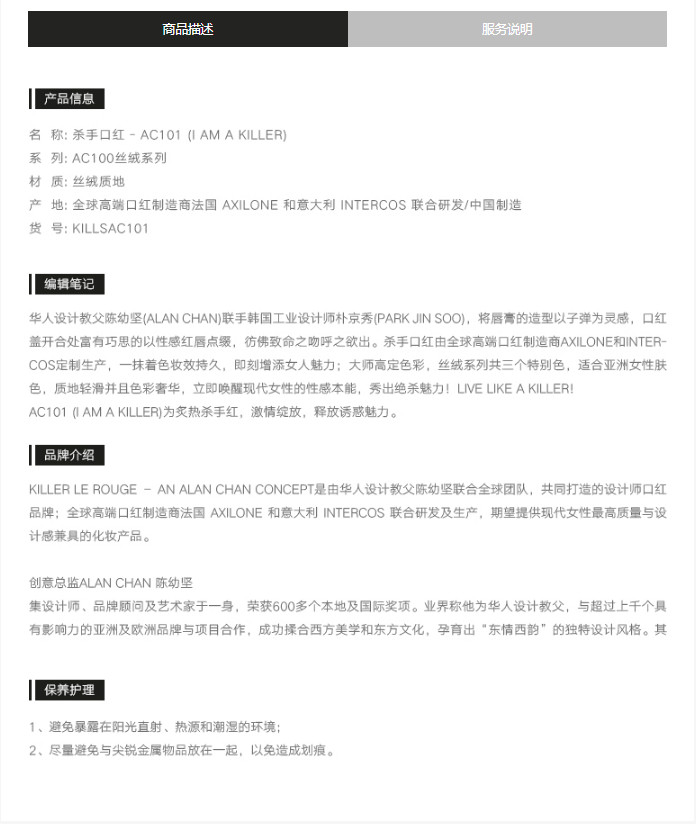 商品描述
服务说明
产品信息
名 称: 杀手口红 - AC101 (I AM A KILLER)
系 列: AC100丝绒系列
材 质: 丝绒质地
产 地: 全球高端口红制造商法国 AXILONE 和意大利 INTERCOS 联合研发/中国制造
货 号: KILLSAC101
编辑笔记
华人设计教父陈幼坚(ALAN CHAN)联手韩国工业设计师朴京秀(PARK JIN SOO)，将唇膏的造型以子弹为灵感，口红
盖开合处富有巧思的以性感红唇点缀，彷佛致命之吻呼之欲出。杀手口红由全球高端口红制造商AXILONE和INTER-
COS定制生产，一抹着色妆效持久，即刻增添女人魅力；大师高定色彩，丝绒系列共三个特别色，适合亚洲女性肤
色，质地轻滑并且色彩奢华，立即唤醒现代女性的性感本能，秀出绝杀魅力！LIVE LIKE A KILLER!
AC101 (I AM A KILLER)为炙热杀手红，激情绽放，释放诱惑魅力。
品牌介绍
KILLER LE ROUGE － AN ALAN CHAN CONCEPT是由华人设计教父陈幼坚联合全球团队，共同打造的设计师口红
品牌；全球高端口红制造商法国 AXILONE 和意大利 INTERCOS 联合研发及生产，期望提供现代女性最高质量与设
计感兼具的化妆产品。
创意总监ALAN CHAN 陈幼坚
集设计师、品牌顾问及艺术家于一身，荣获600多个本地及国际奖项。业界称他为华人设计教父，与超过上千个具
有影响力的亚洲及欧洲品牌与项目合作，成功揉合西方美学和东方文化，孕育出“东情西韵”的独特设计风格。其
保养护理
1、避免暴露在阳光直射、热源和潮湿的环境；
2、尽量避免与尖锐金属物品放在一起，以免造成划痕。